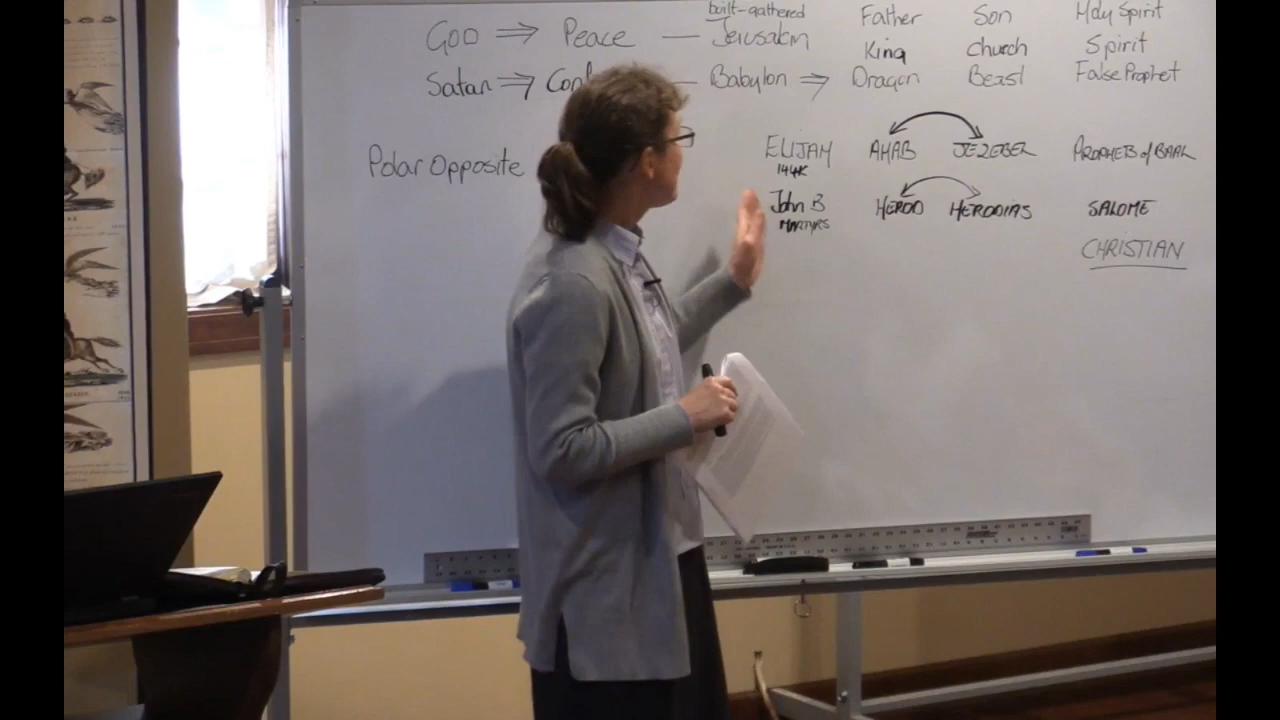 built-gathered Father Son Holy Spirit
GOD ⇒ Peace — Jerusalem King Church Spirit
Satan ⇒ — Babylon ⇒ Dragon Beast False Prophet
Polar Opposite ELIJAH AHAB JEZEBEL PROPHETS of BAAL
144K
John B HEROD HERODIAS SALOME
MARTYRS
CHRISTIAN